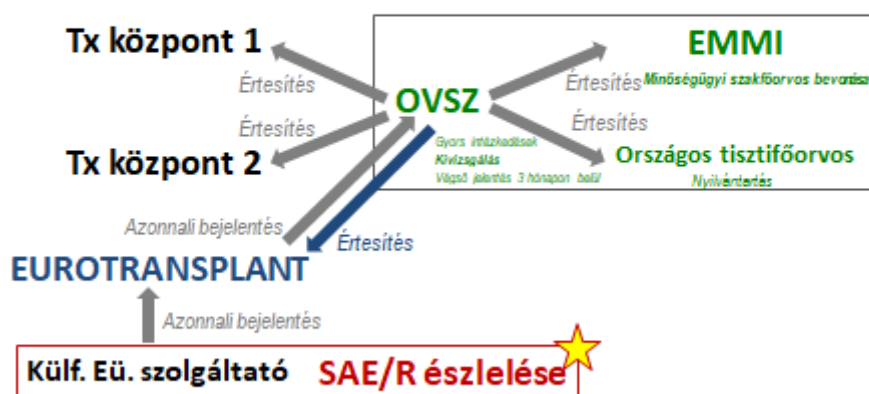 Tx központ 1
EMMI
Értesítés
Értesítés
Minőségügyi szakfőorvos
OVSZ
Értesítés
Értesítés
Gyors intézkedések
Tx központ 2
Kivizsgálás
Országos tisztifőorvos
Végső jelentés 3 hónapon belül
Nyilvántartás
Azonnali bejelentés
Értesítés
EUROTRANSPLANT
Azonnali bejelentés
Külf. Eü. szolgáltató SAE/R észlelése